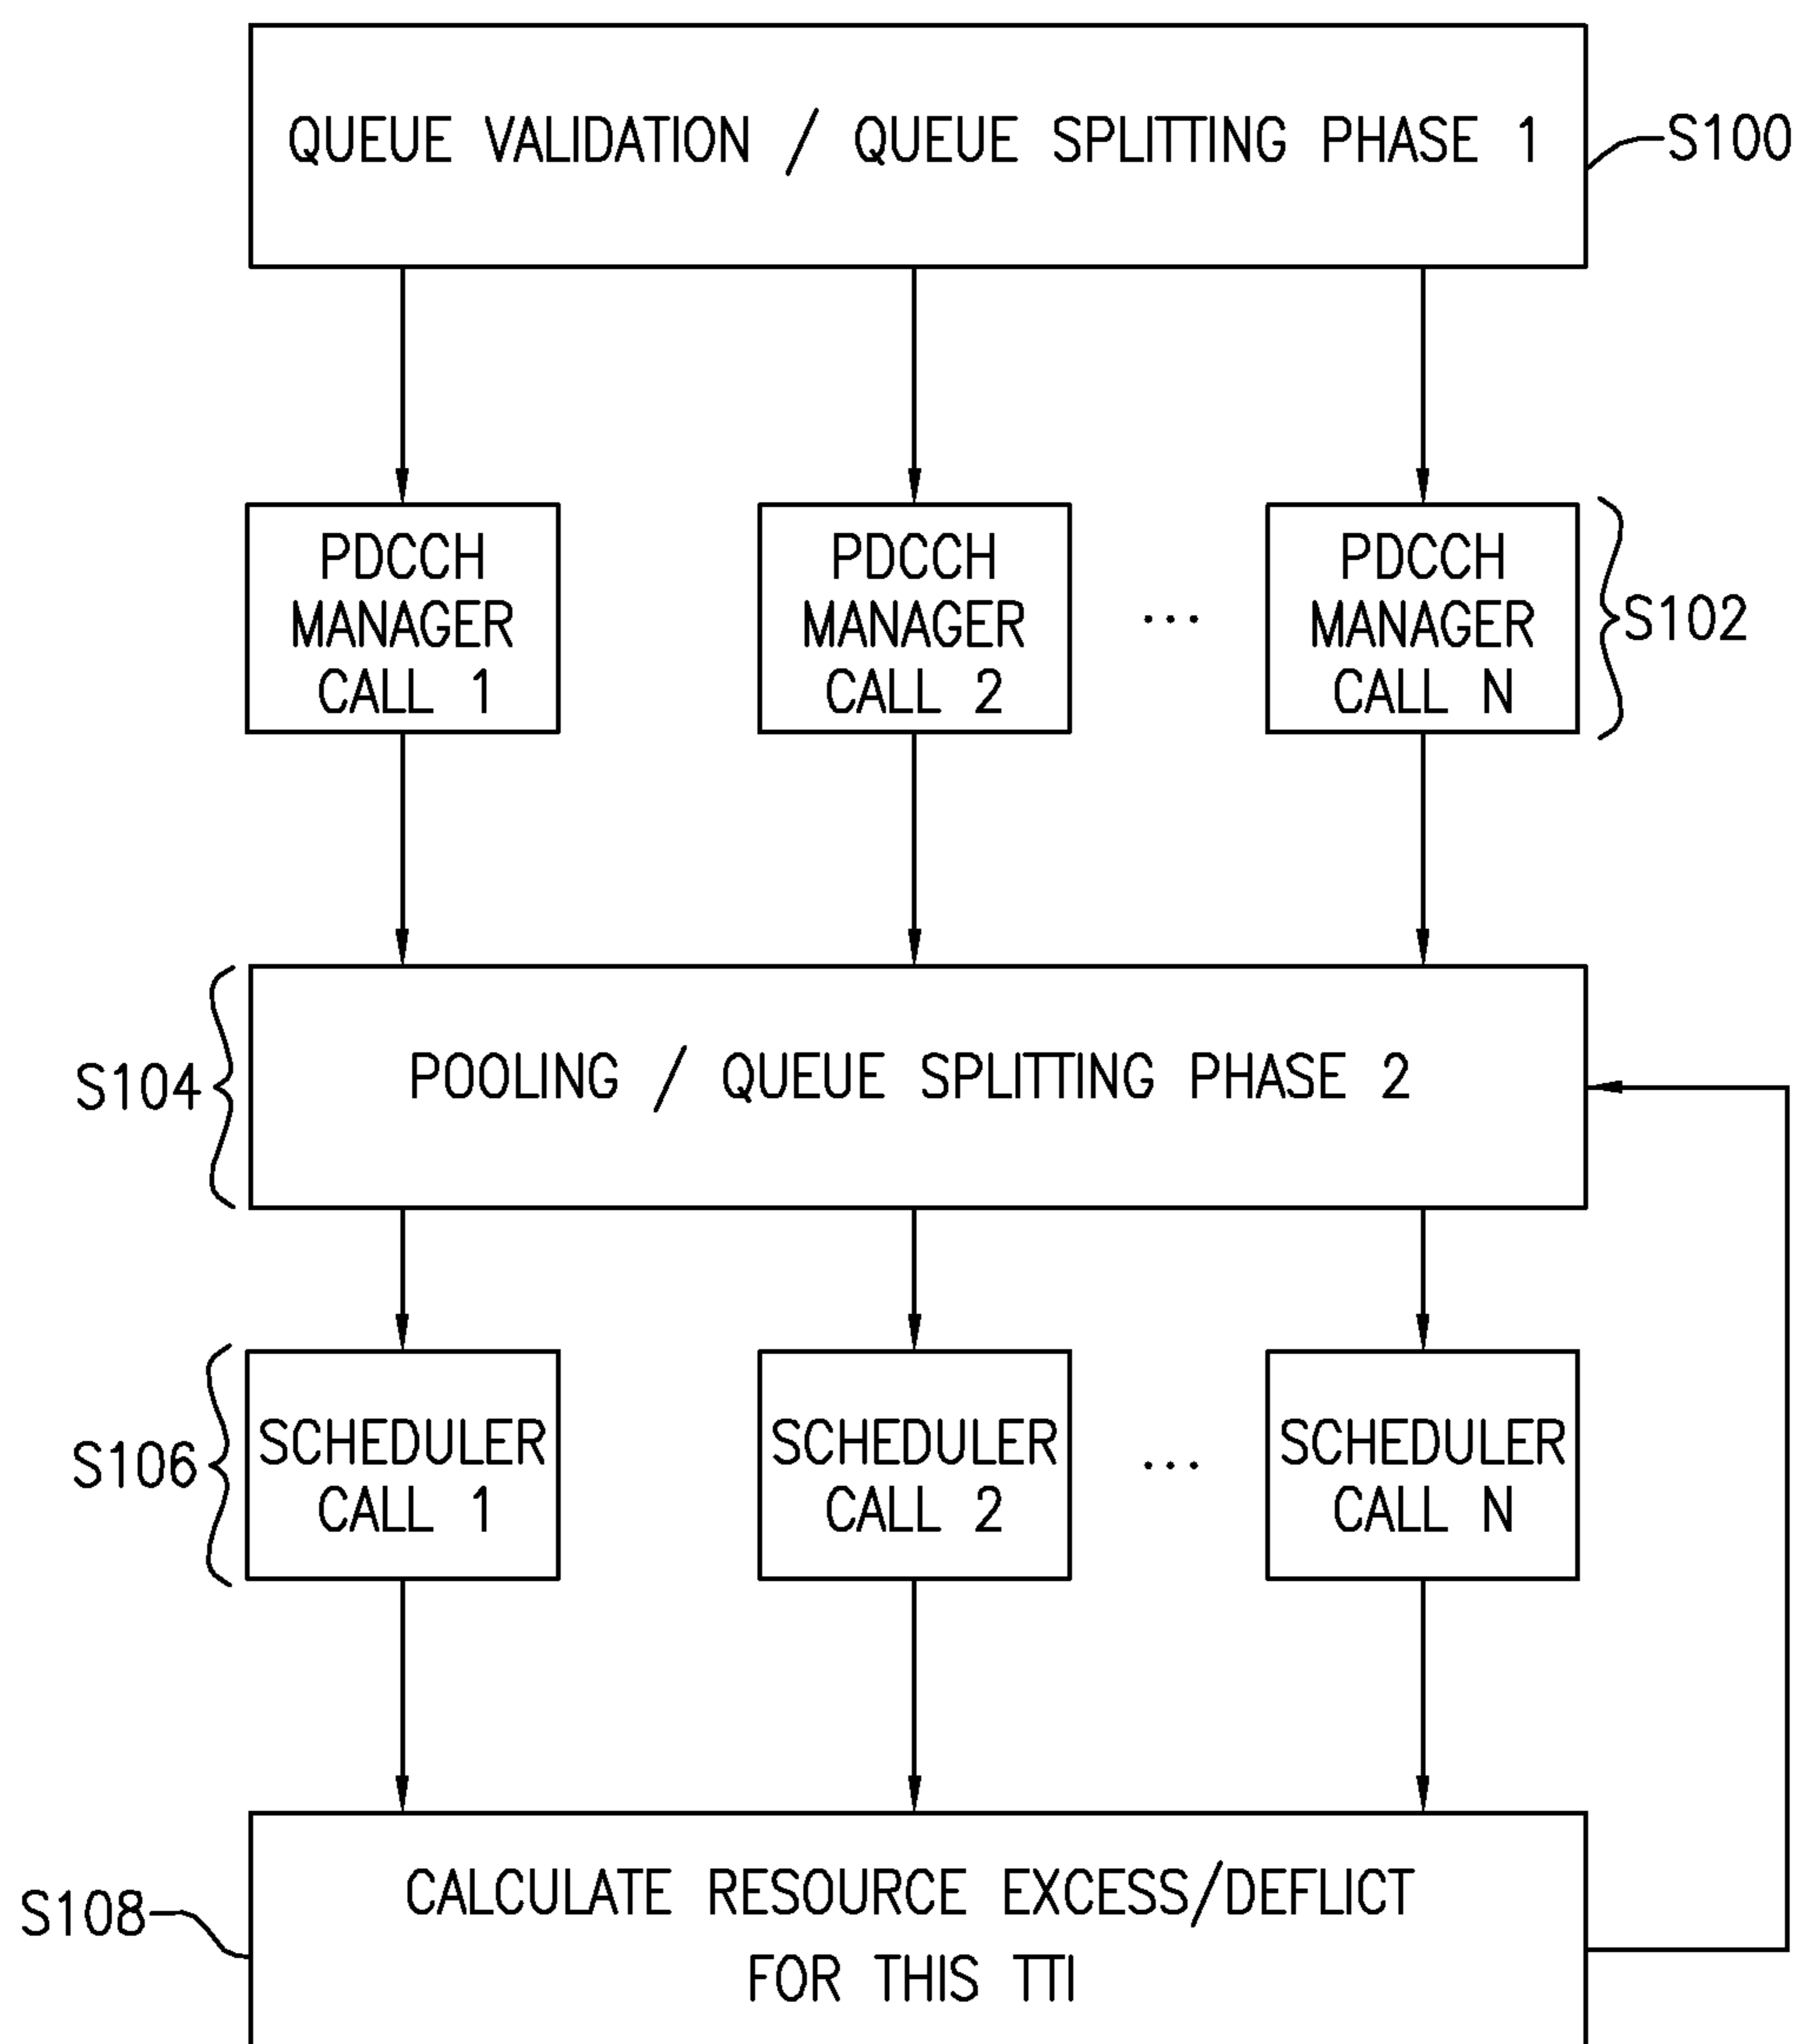 QUEUE VALIDATION / QUEUE SPLITTING PHASE 1
S100
PDCCH
MANAGER
CALL 1
PDCCH
MANAGER
CALL 2
...
PDCCH
MANAGER
CALL N
S102
S104
POOLING / QUEUE SPLITTING PHASE 2
S106
SCHEDULER
CALL 1
SCHEDULER
CALL 2
...
SCHEDULER
CALL N
S108
CALCULATE RESOURCE EXCESS/DEFLICT
FOR THIS TTI